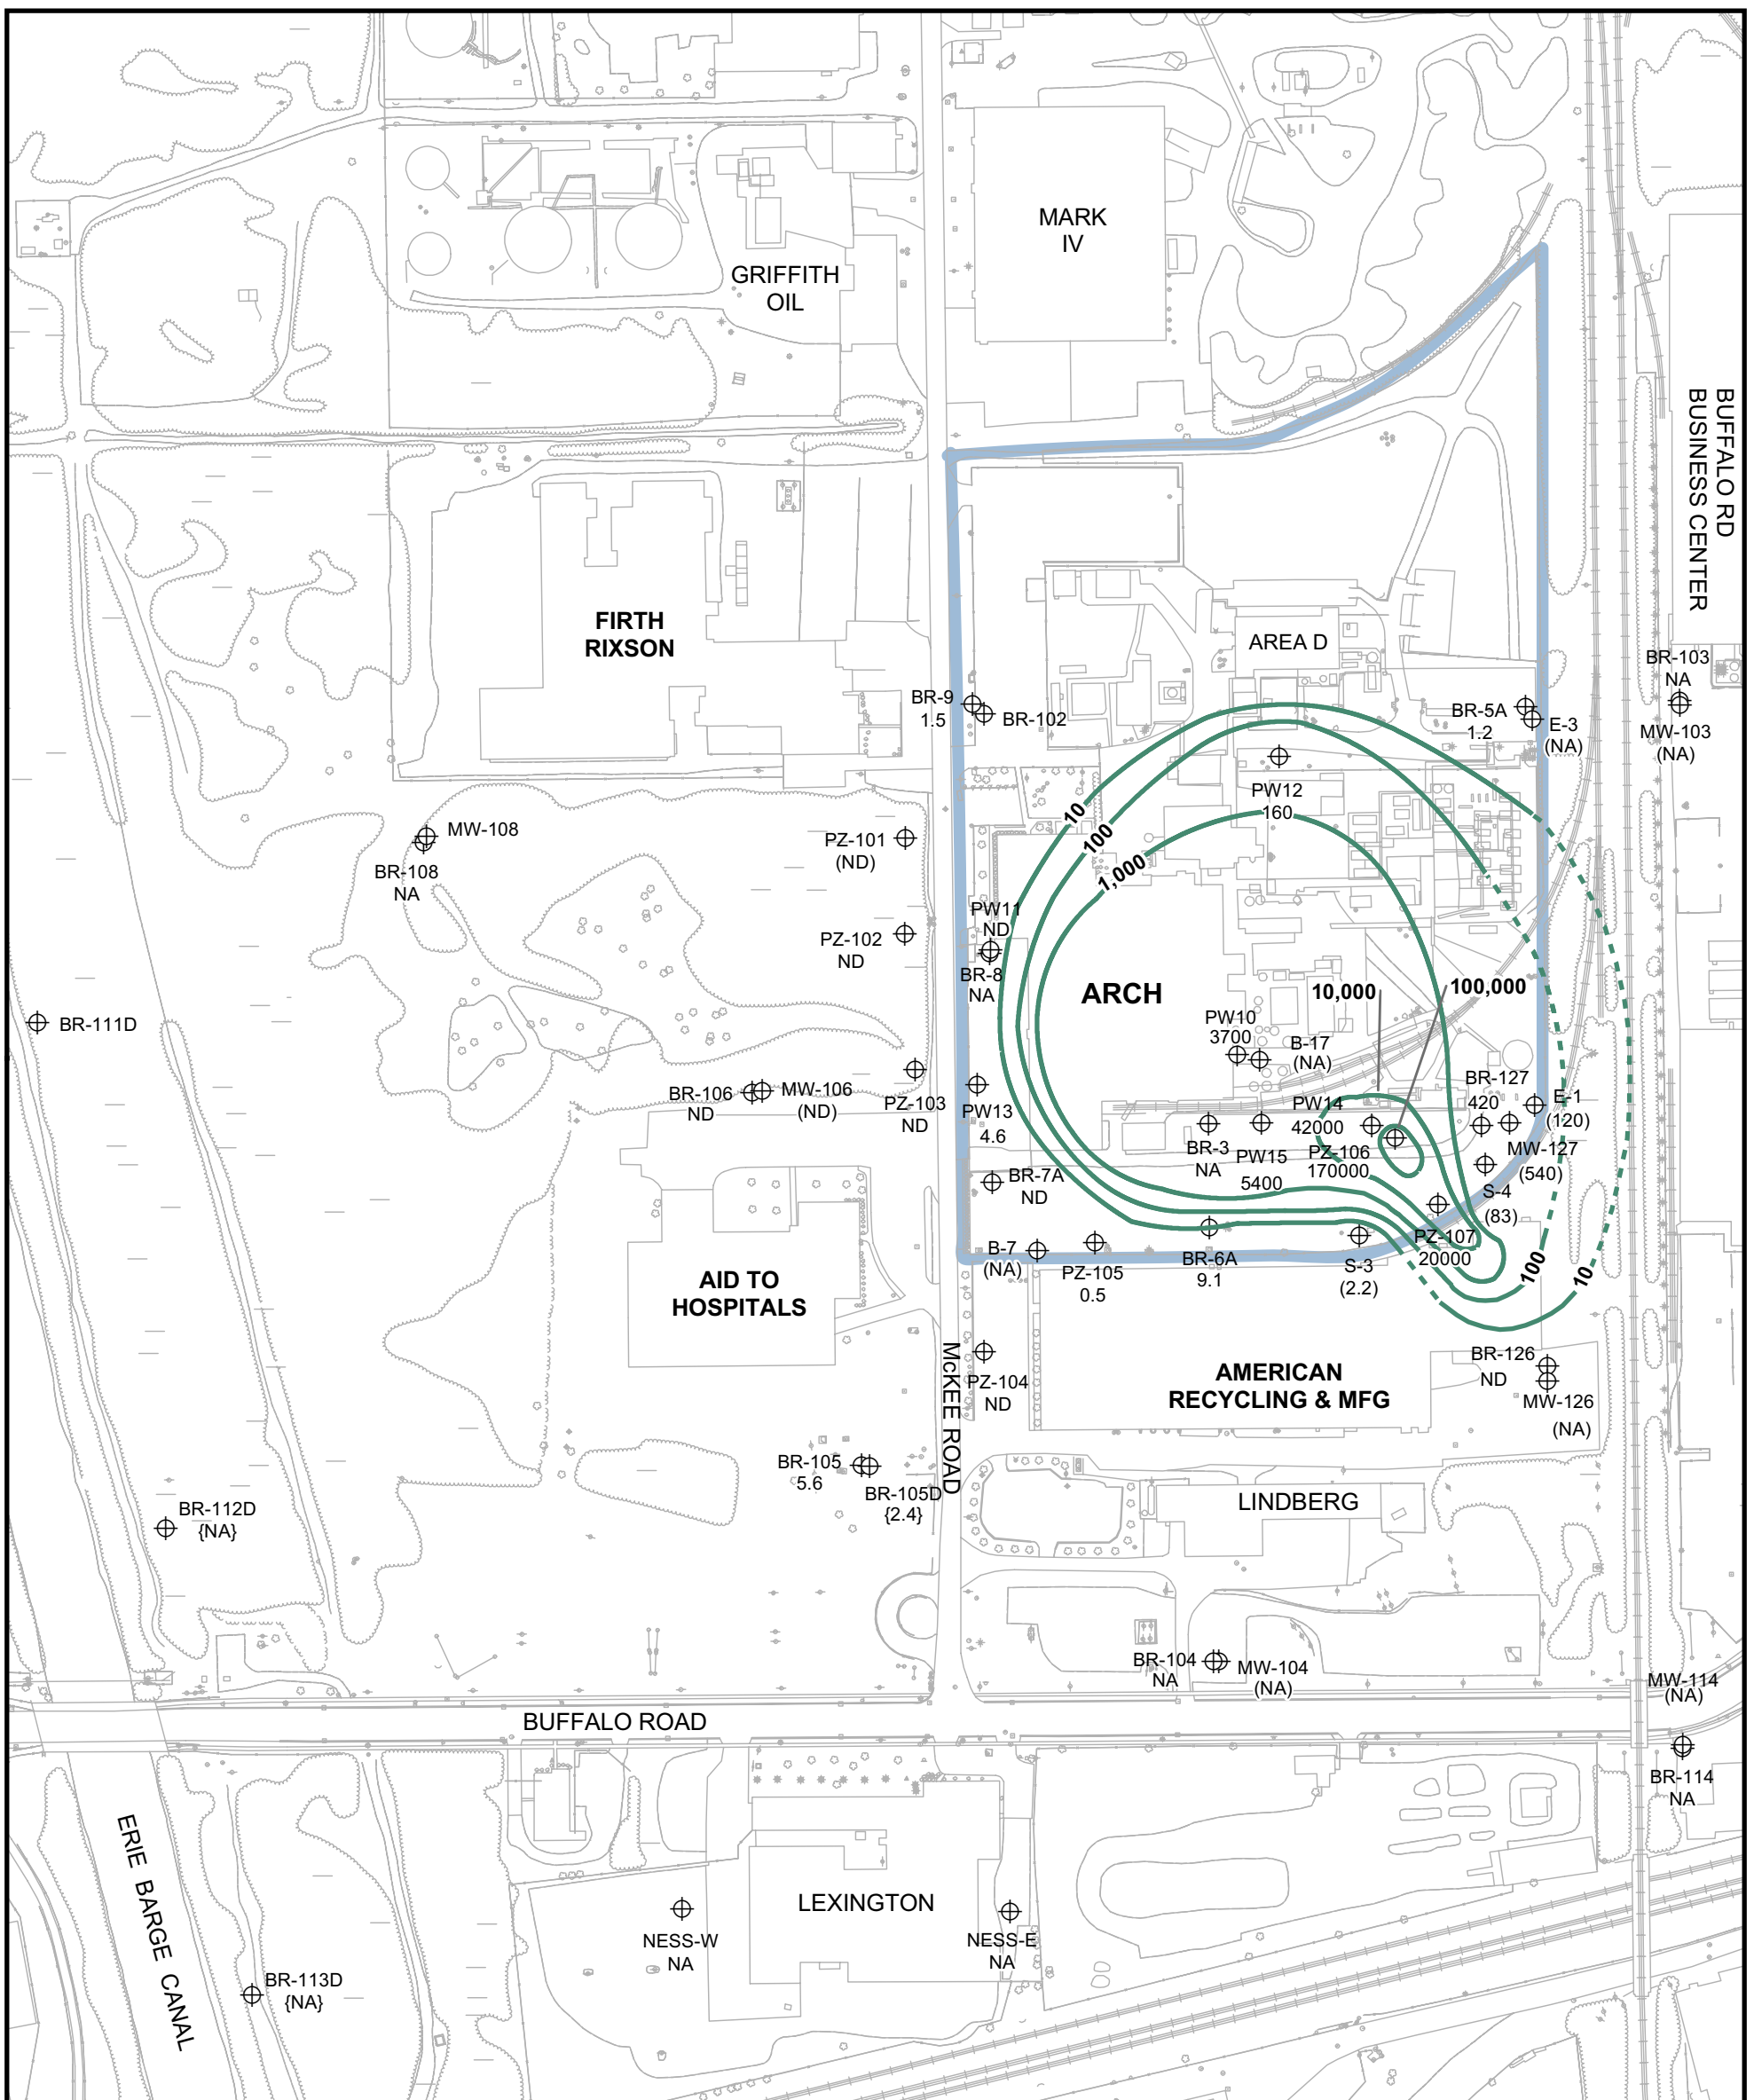 MARK
IV
GRIFFITH
OIL
BUFFALO RD
BUSINESS CENTER
FIRTH
RIXSON
AREA D
BR-103
NA
MW-103
(NA)
BR-9
1.5
BR-102
BR-5A
1.2
E-3
(NA)
PW12
160
10
100
1,000
MW-108
BR-108
NA
PZ-101
(ND)
PZ-102
ND
PW11
ND
BR-8
NA
ARCH
10,000
100,000
BR-111D
PW10
3700
B-17
(NA)
BR-106
ND
MW-106
(ND)
PZ-103
ND
PW13
4.6
BR-3
NA
PW15
5400
PW14
42000
PZ-106
170000
BR-127
420
E-1
(120)
MW-127
(540)
S-4
(83)
BR-7A
ND
B-7
(NA)
PZ-105
0.5
BR-6A
9.1
S-3
(2.2)
PZ-107
20000
100
10
AID TO
HOSPITALS
McKEE ROAD
PZ-104
ND
AMERICAN
RECYCLING & MFG
BR-126
ND
MW-126
(NA)
BR-105
5.6
BR-105D
{2.4}
LINDBERG
BR-112D
{NA}
BR-104
NA
MW-104
(NA)
MW-114
(NA)
BUFFALO ROAD
BR-114
NA
ERIE BARGE CANAL
LEXINGTON
NESS-W
NA
NESS-E
NA
BR-113D
{NA}